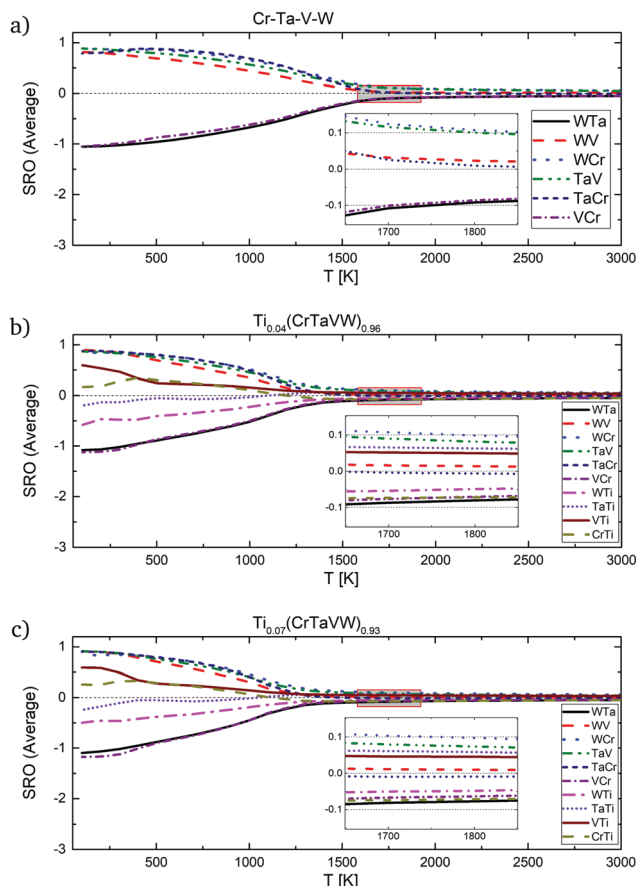 a)
Cr-Ta-V-W
SRO (Average)
1
0
-1
-2
-3
0.1
0.0
-0.1
1700
1800
WTa
WV
WCr
TaV
TaCr
VCr
500
1000
1500
2000
2500
3000
T [K]
b)
Ti0.04(CrTaVW)0.96
SRO (Average)
1
0
-1
-2
-3
0.1
0.0
-0.1
1700
1800
WTa
WV
WCr
TaV
TaCr
VCr
WTi
TaTi
VTi
CrTi
500
1000
1500
2000
2500
3000
T [K]
c)
Ti0.07(CrTaVW)0.93
SRO (Average)
1
0
-1
-2
-3
0.1
0.0
-0.1
1700
1800
WTa
WV
WCr
TaV
TaCr
VCr
WTi
TaTi
VTi
CrTi
500
1000
1500
2000
2500
3000
T [K]